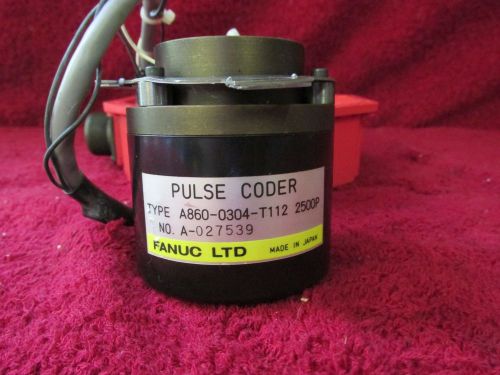 PULSE CODER
TYPE A860-0304-T112 2500P
NO. A-027539
FANUC LTD MADE IN JAPAN